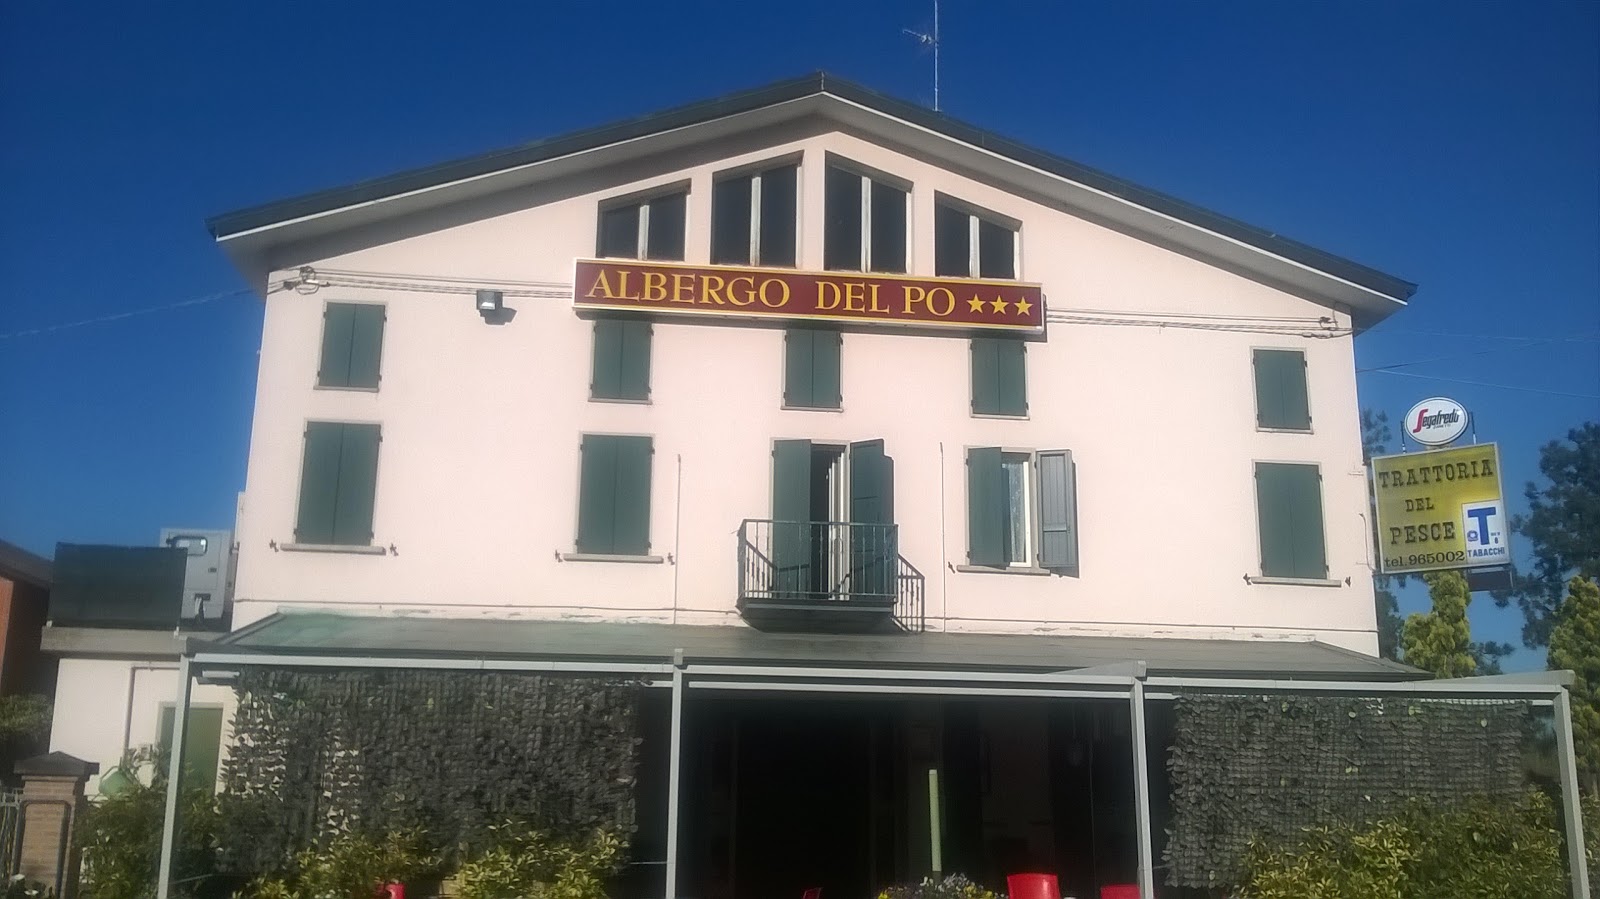 ALBERGO DEL PO ★★★
Segafredo
TRATTORIA
DEL
PESCE
T
tel. 965002
TABACCHI